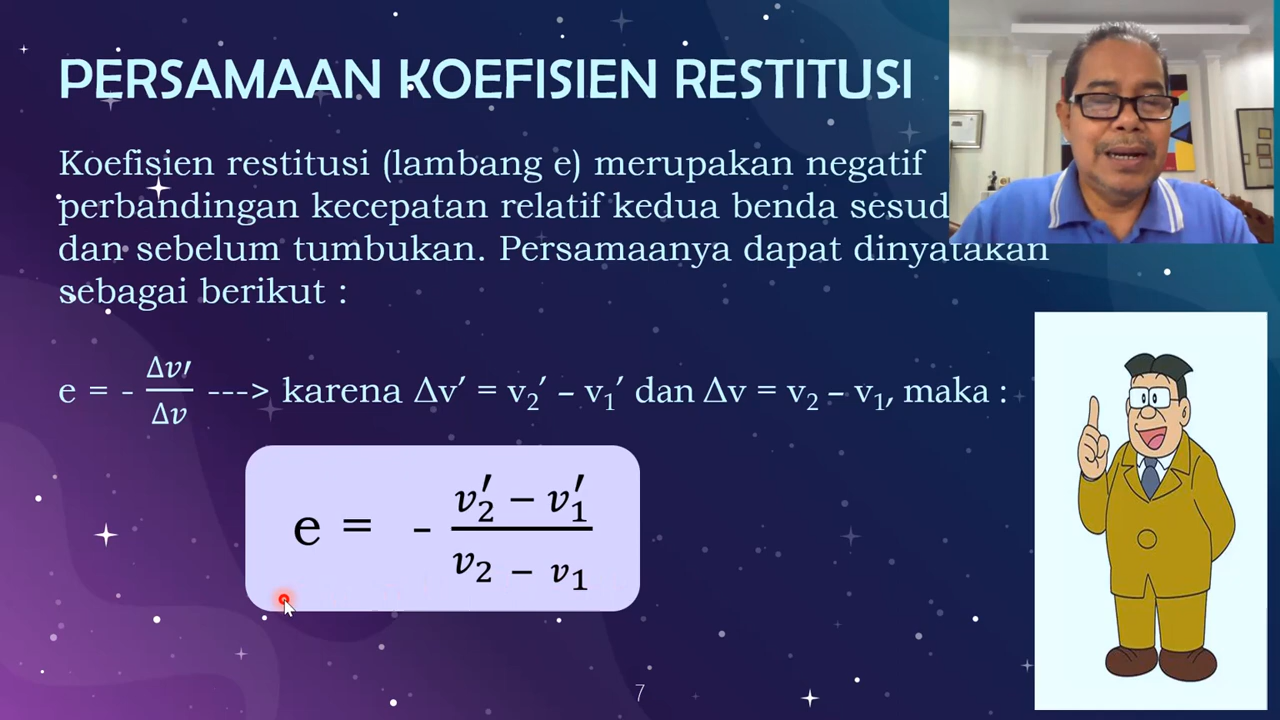 PERSAMAAN KOEFISIEN RESTITUSI
Koefisien restitusi (lambang e) merupakan negatif
perbandingan kecepatan relatif kedua benda
dan sebelum tumbukan. Persamaanya dapat dinyatakan
sebagai berikut :
e = - Δv′/Δv ---> karena Δv′ = v₂′ – v₁′ dan Δv = v₂ – v₁, maka :
e = - (v₂′ − v₁′)/(v₂ − v₁)
7